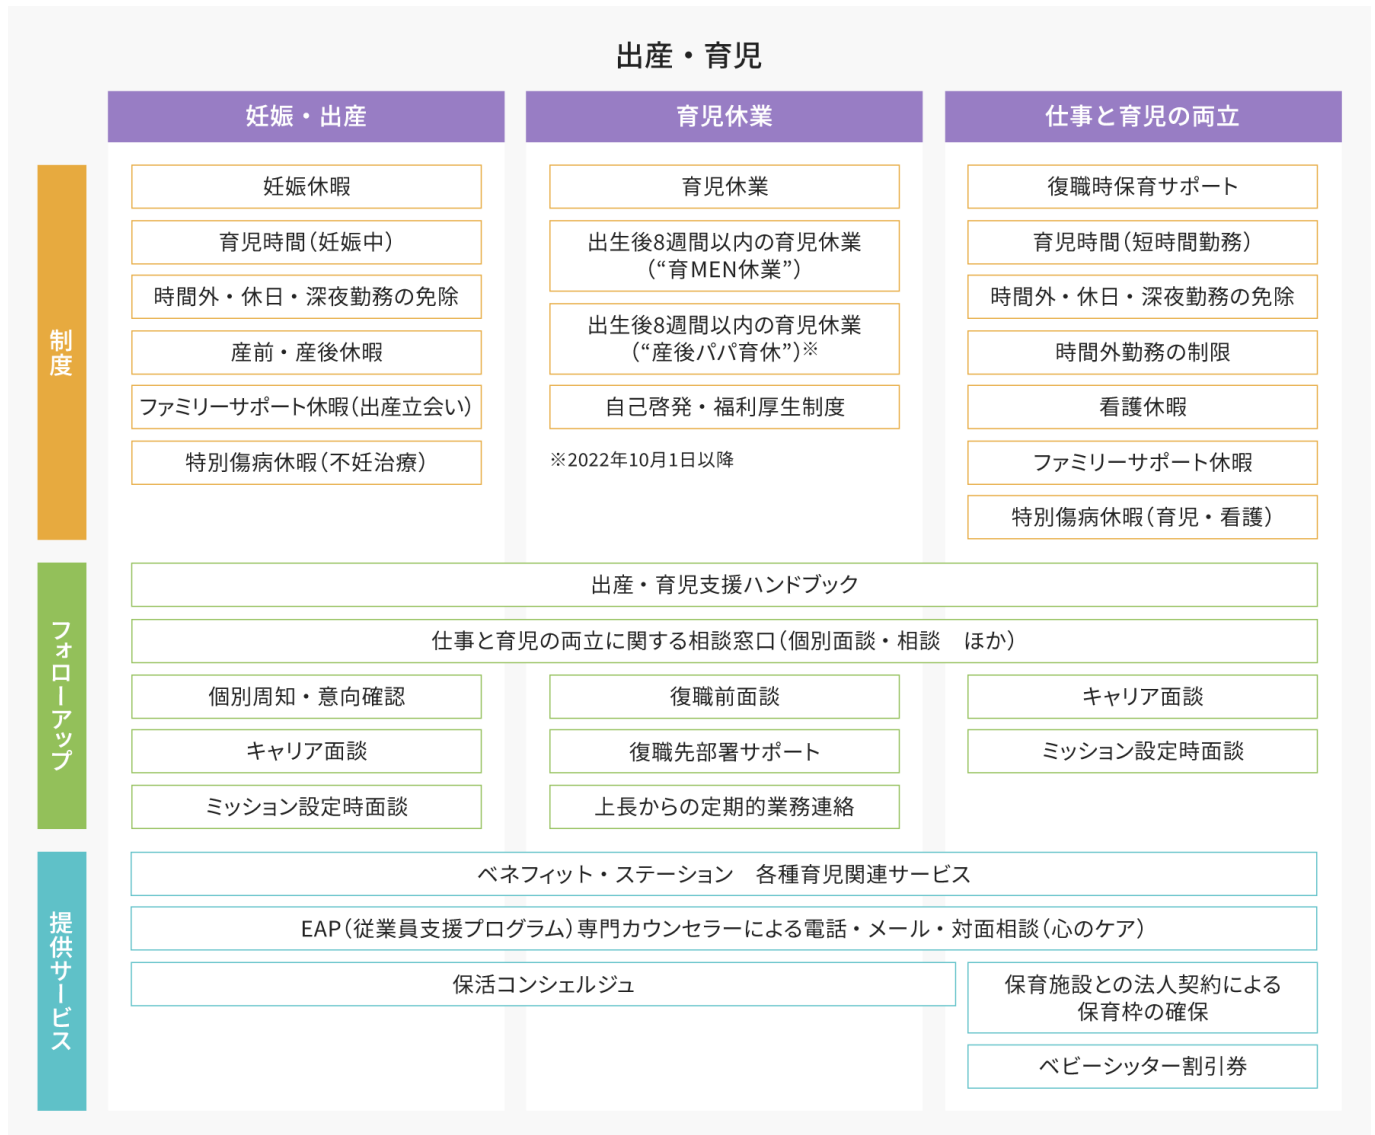 出産・育児
妊娠・出産
育児休業
仕事と育児の両立
制度
妊娠休暇
育児時間（妊娠中）
時間外・休日・深夜勤務の免除
産前・産後休暇
ファミリーサポート休暇（出産立会い）
特別傷病休暇（不妊治療）
育児休業
出生後8週間以内の育児休業
（“育MEN休業”）
出生後8週間以内の育児休業
（“産後パパ育休”）※
自己啓発・福利厚生制度
※2022年10月1日以降
復職時保育サポート
育児時間（短時間勤務）
時間外・休日・深夜勤務の免除
時間外勤務の制限
看護休暇
ファミリーサポート休暇
特別傷病休暇（育児・看護）
フォローアップ
出産・育児支援ハンドブック
仕事と育児の両立に関する相談窓口（個別面談・相談　ほか）
個別周知・意向確認
キャリア面談
ミッション設定時面談
復職前面談
復職先部署サポート
上長からの定期的業務連絡
キャリア面談
ミッション設定時面談
提供サービス
ベネフィット・ステーション　各種育児関連サービス
EAP（従業員支援プログラム）専門カウンセラーによる電話・メール・対面相談（心のケア）
保活コンシェルジュ
保育施設との法人契約による
保育枠の確保
ベビーシッター割引券